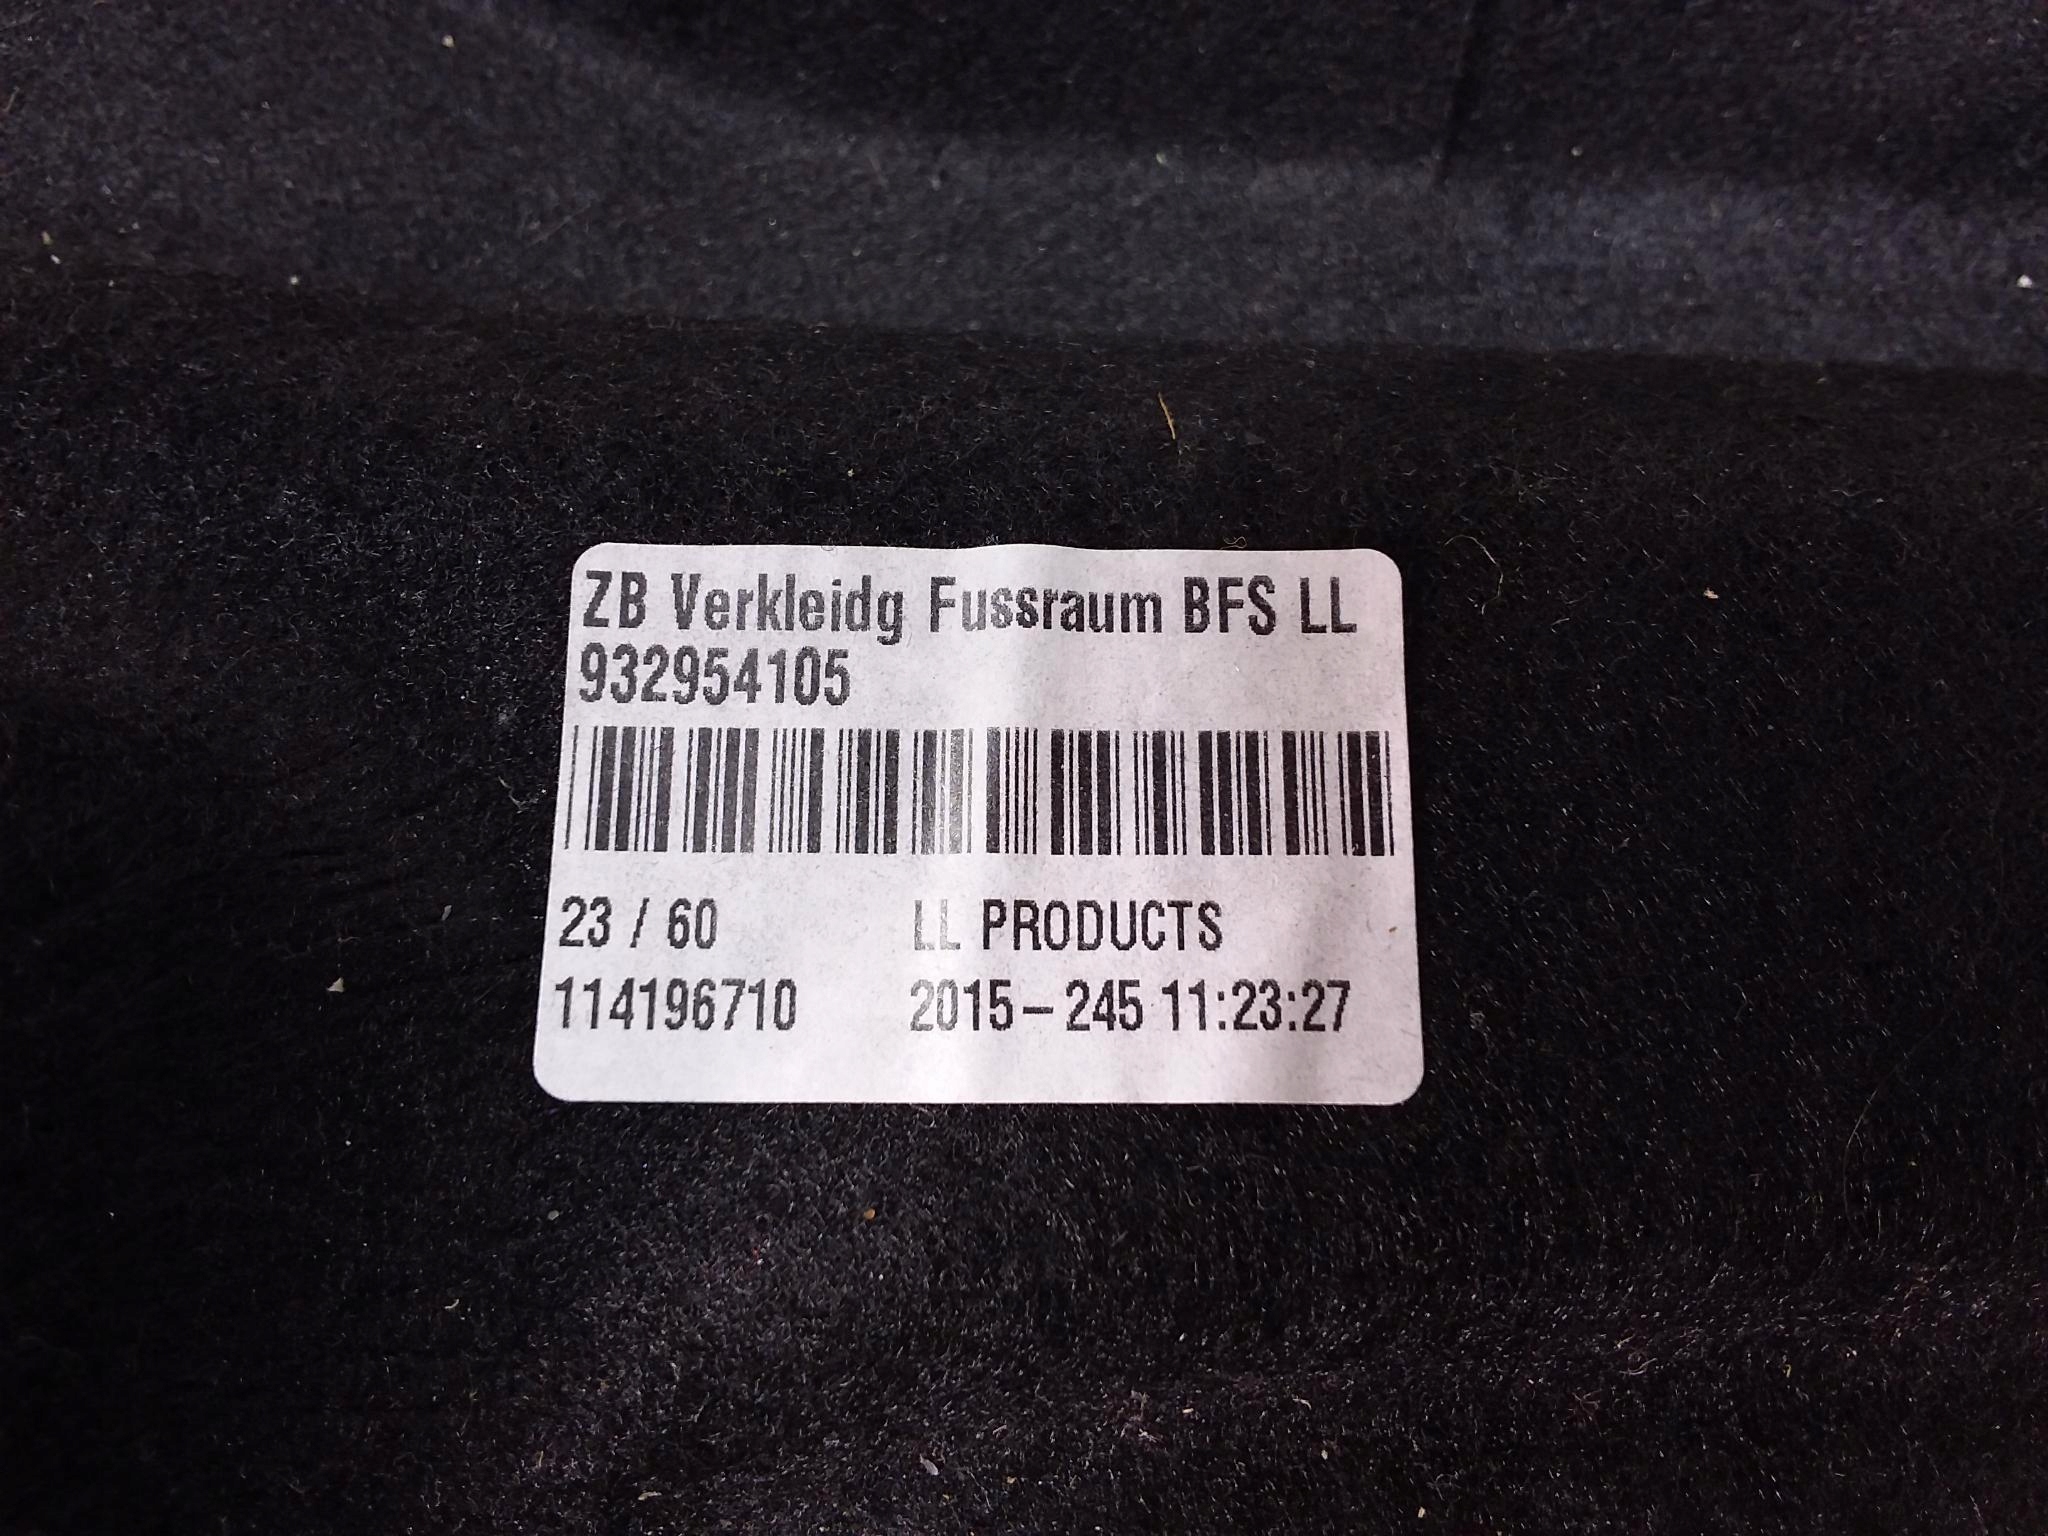 ZB Verkleidg Fussraum BFS LL
932954105
23 / 60 LL PRODUCTS
114196710 2015-245 11:23:27